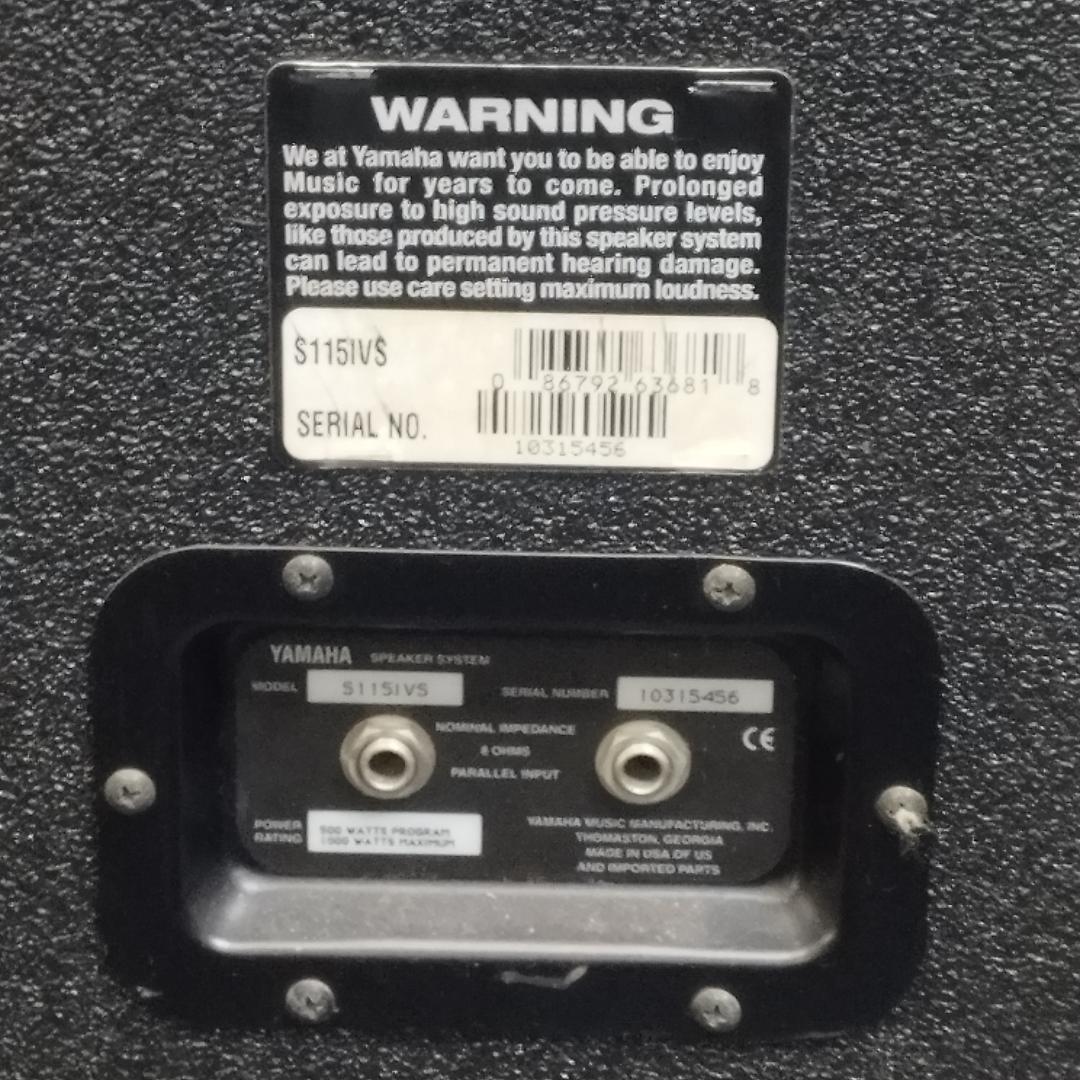 WARNING
We at Yamaha want you to be able to enjoy
Music for years to come. Prolonged
exposure to high sound pressure levels,
like those produced by this speaker system
can lead to permanent hearing damage.
Please use care setting maximum loudness.
S115IVS
0 86792 63681 8
SERIAL NO.
10315456
YAMAHA SPEAKER SYSTEM
MODEL S115IVS SERIAL NUMBER 10315456
NOMINAL IMPEDANCE
8 OHMS
CE
PARALLEL INPUT
POWER
RATING
500 WATTS PROGRAM
1000 WATTS MAXIMUM
YAMAHA MUSIC MANUFACTURING, INC.
THOMASTON, GEORGIA
MADE IN USA OF US
AND IMPORTED PARTS